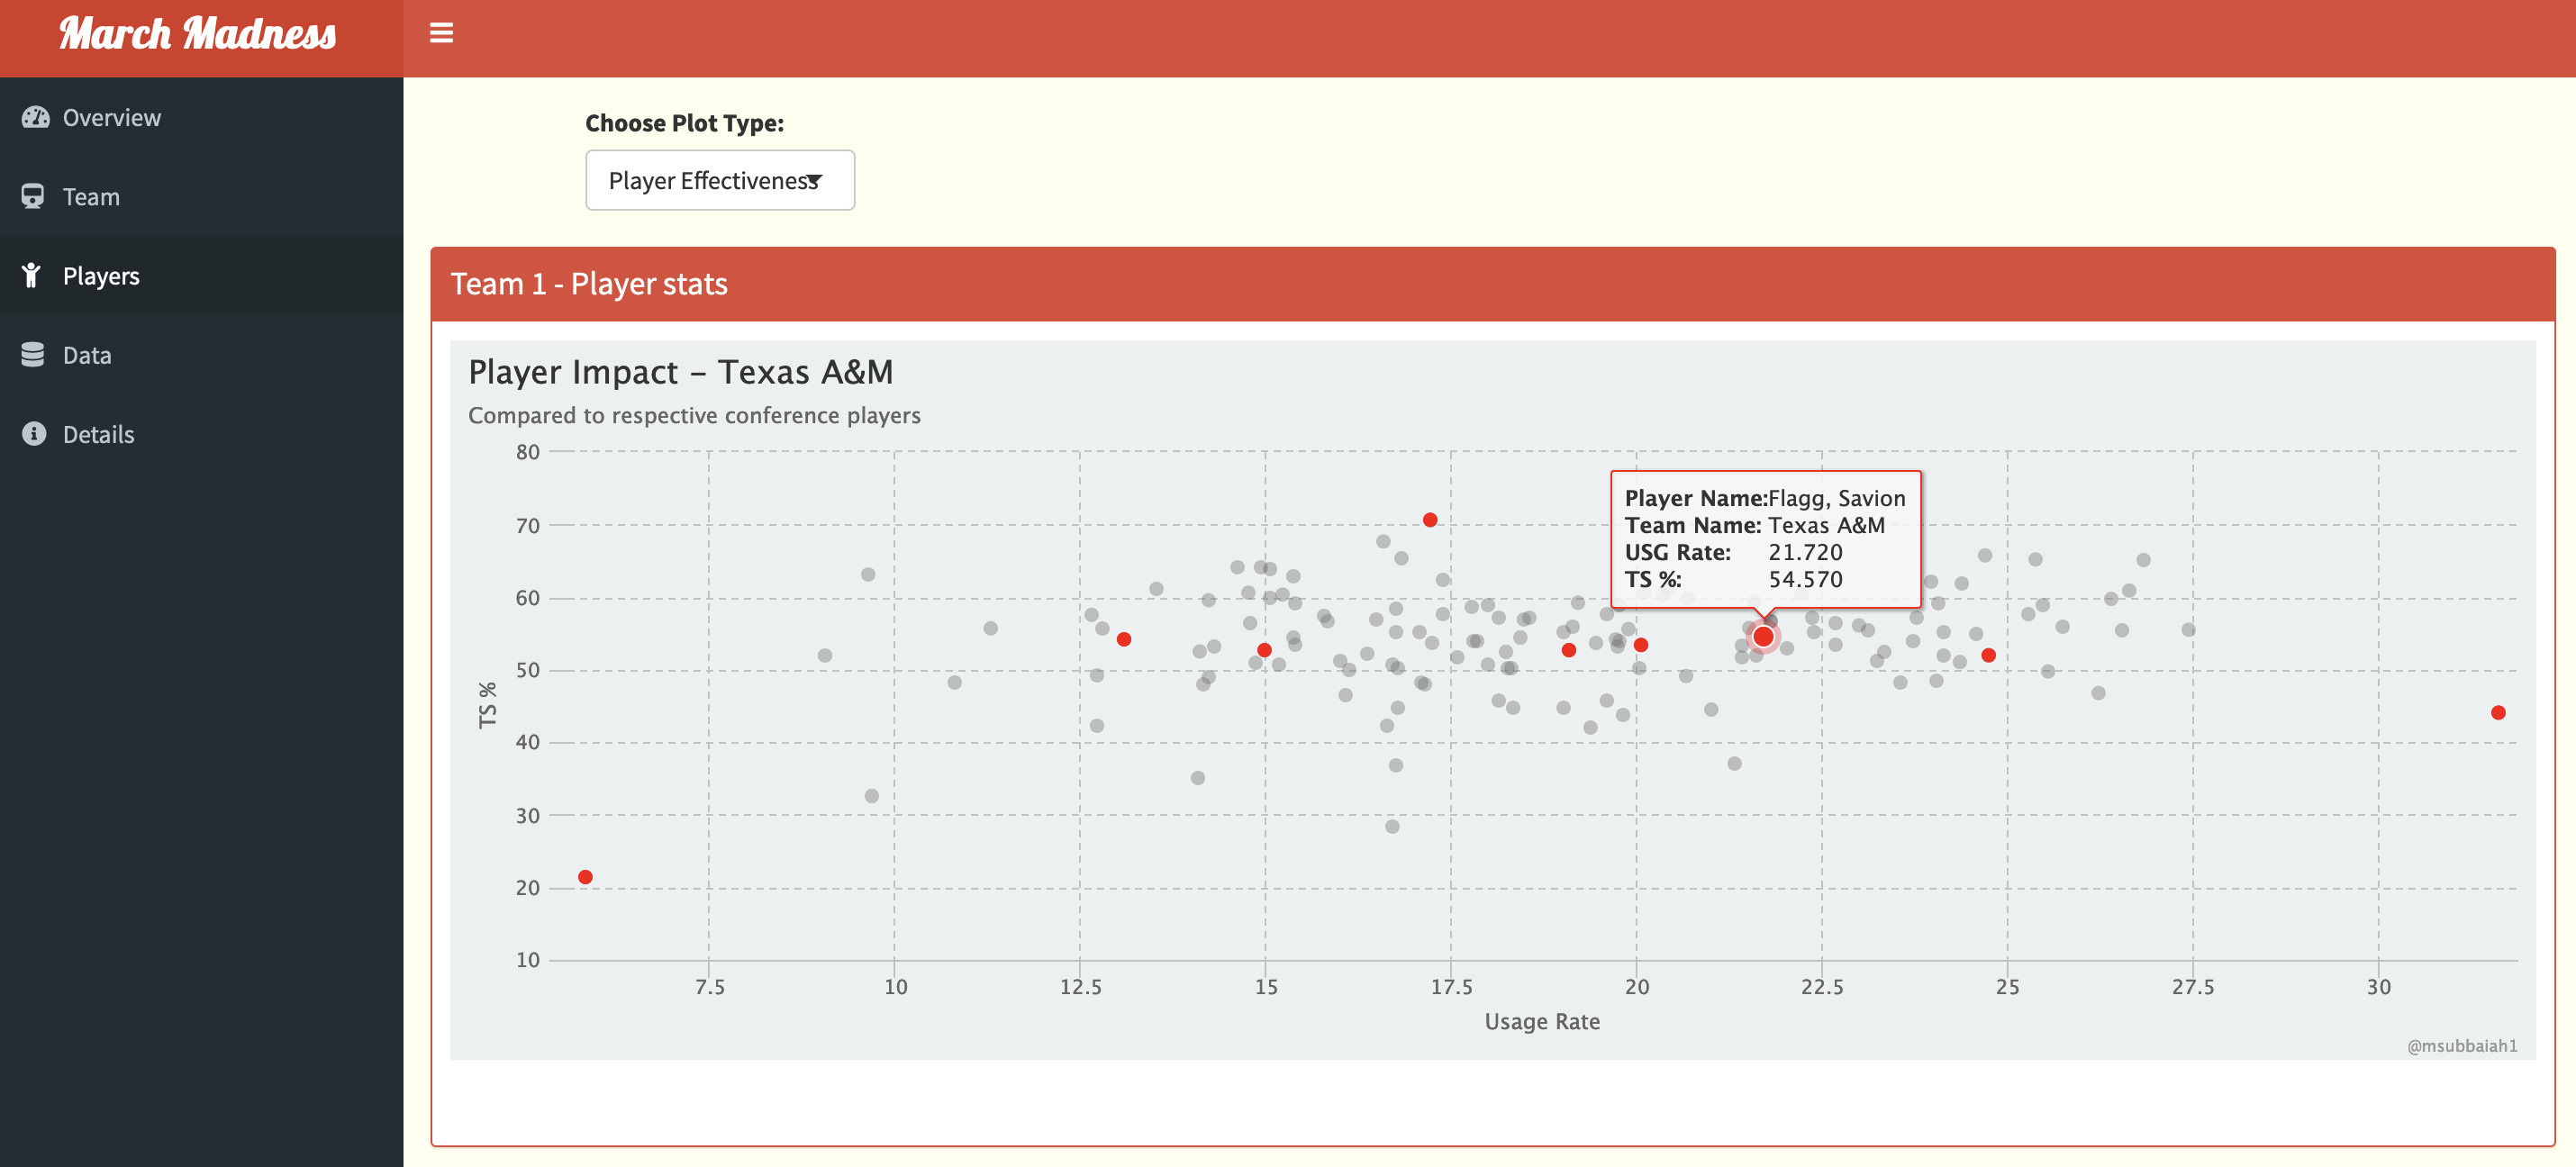 March Madness
Overview
Team
Players
Data
Details
Choose Plot Type:
Player Effectiveness
Team 1 - Player stats
Player Impact – Texas A&M
Compared to respective conference players
80
70
60
50
40
30
20
10
TS %
Player Name:Flagg, Savion
Team Name: Texas A&M
USG Rate: 21.720
TS %: 54.570
7.5 10 12.5 15 17.5 20 22.5 25 27.5 30
Usage Rate
@msubbaiah1